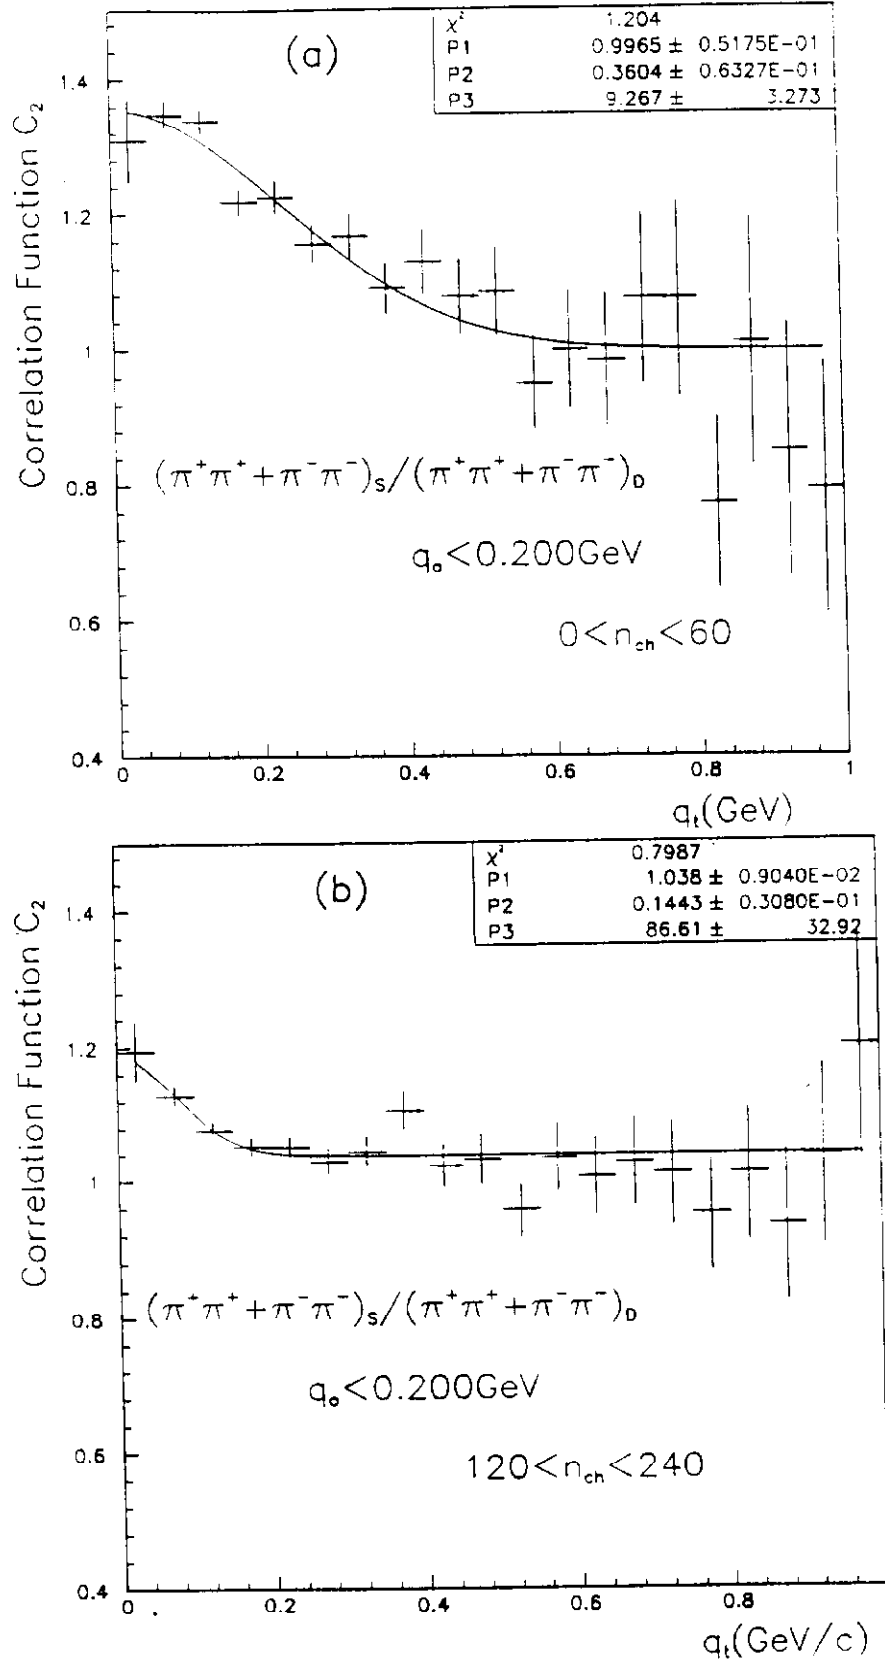 (a)
χ² 1.204
P1 0.9965 ± 0.5175E-01
P2 0.3604 ± 0.6327E-01
P3 9.267 ± 3.273
Correlation Function C₂
1.4
1.2
1
0.8
0.6
0.4
(π⁺π⁺+π⁻π⁻)ₛ/(π⁺π⁺+π⁻π⁻)D
qₒ<0.200GeV
0<n_ch<60
0 0.2 0.4 0.6 0.8 1
qₜ(GeV)
(b)
χ² 0.7987
P1 1.038 ± 0.9040E-02
P2 0.1443 ± 0.3080E-01
P3 86.61 ± 32.92
Correlation Function C₂
1.4
1.2
1
0.8
0.6
0.4
(π⁺π⁺+π⁻π⁻)ₛ/(π⁺π⁺+π⁻π⁻)D
qₒ<0.200GeV
120<n_ch<240
0 0.2 0.4 0.6 0.8
qₜ(GeV/c)